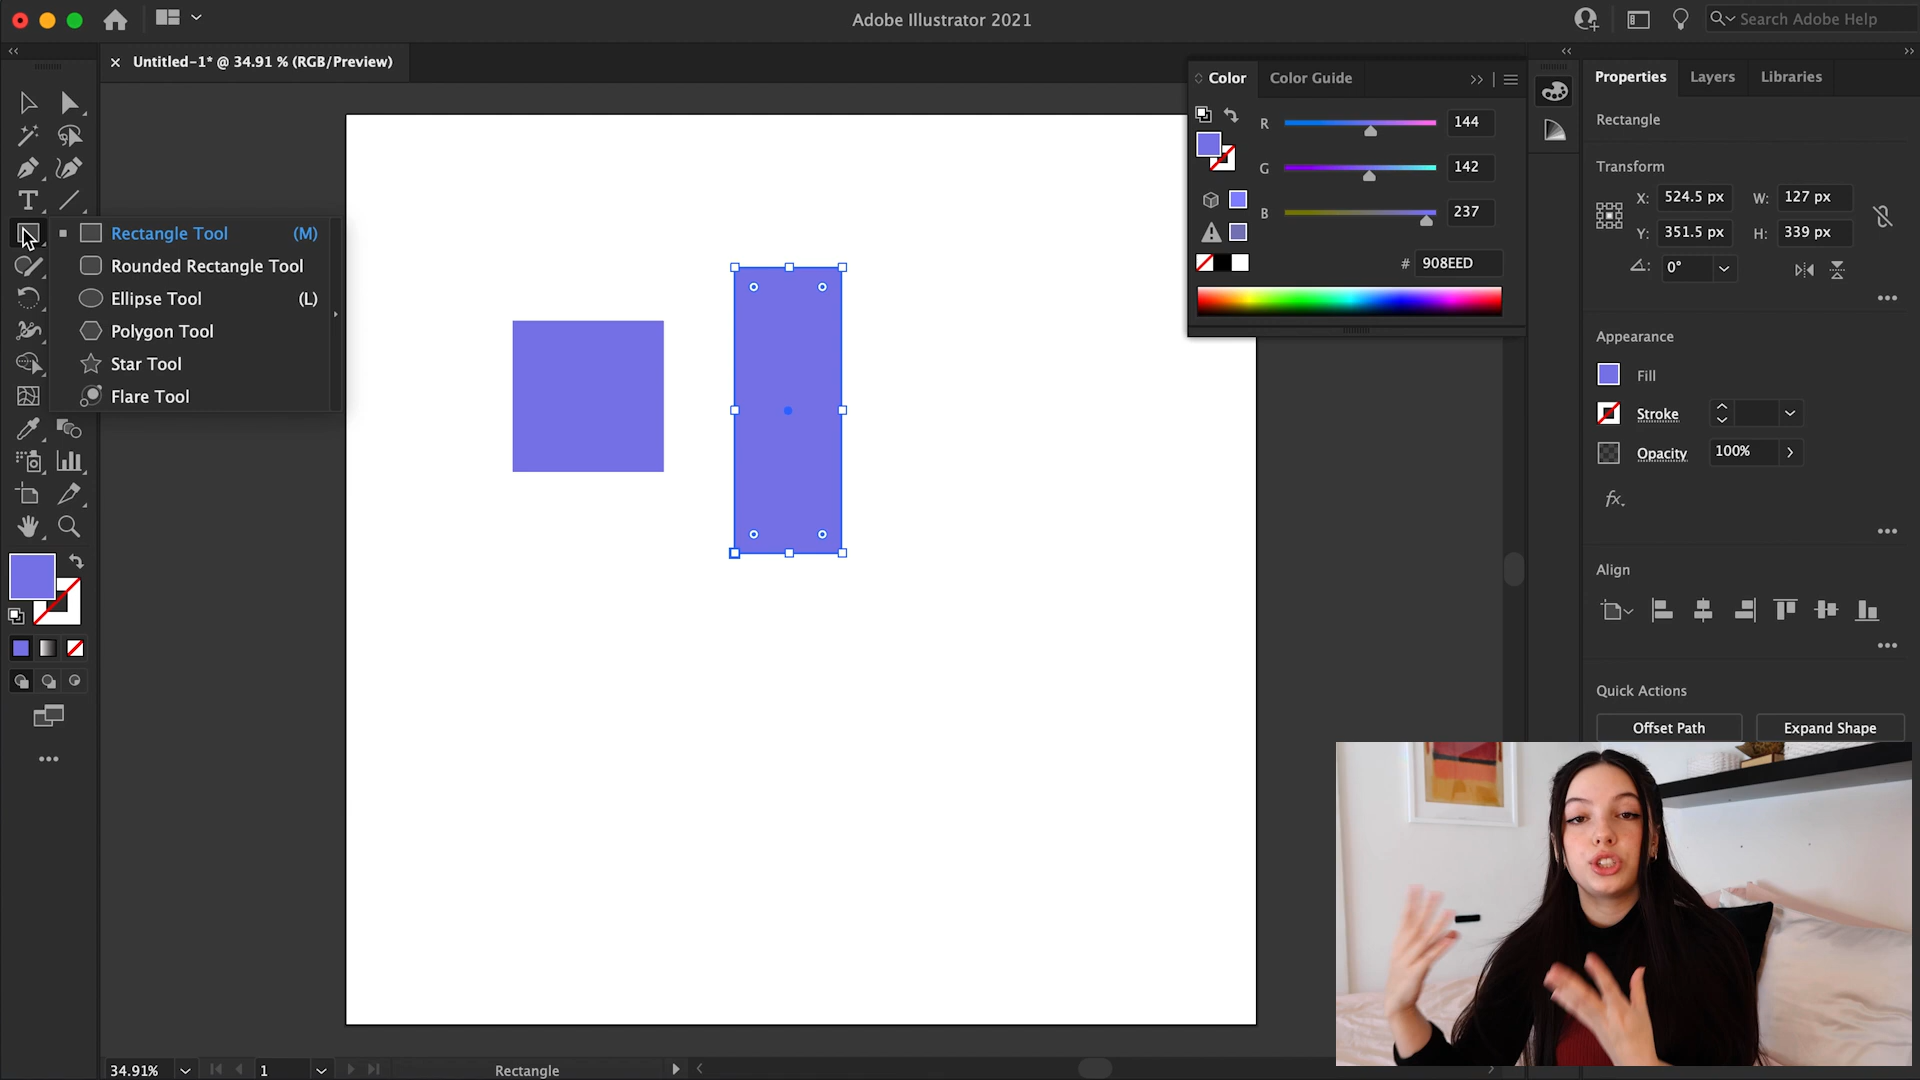 Adobe Illustrator 2021
Search Adobe Help
Untitled-1* @ 34.91 % (RGB/Preview)
Rectangle Tool (M)
Rounded Rectangle Tool
Ellipse Tool (L)
Polygon Tool
Star Tool
Flare Tool
Color Color Guide
R 144
G 142
B 237
# 908EED
Properties Layers Libraries
Rectangle
Transform
X: 524.5 px W: 127 px
Y: 351.5 px H: 339 px
0°
Appearance
Fill
Stroke
Opacity 100%
fx.
Align
Quick Actions
Offset Path Expand Shape
34.91% 1 Rectangle